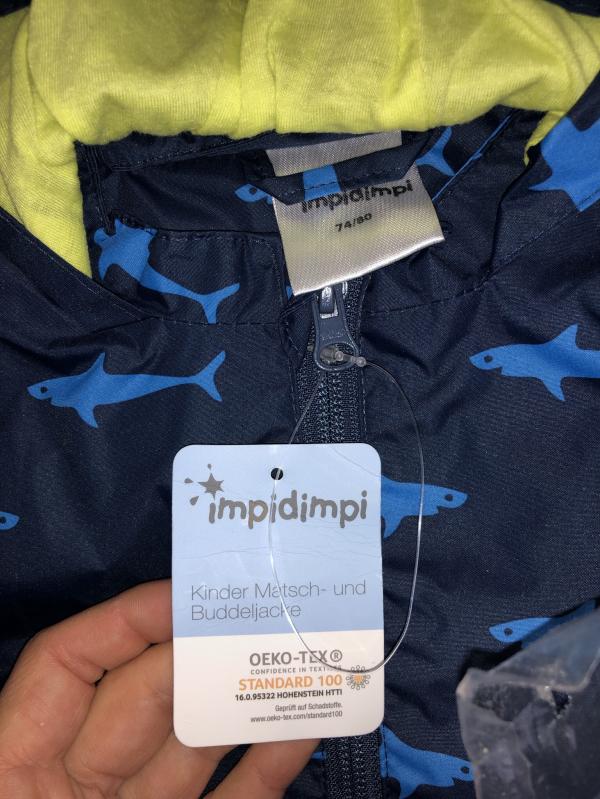 impidimpi
74/80
impidimpi
Kinder Matsch- und
Buddeljacke
OEKO-TEX®
CONFIDENCE IN TEXTILES
STANDARD 100
16.0.95322 HOHENSTEIN HTTI
Geprüft auf Schadstoffe.
www.oeko-tex.com/standard100